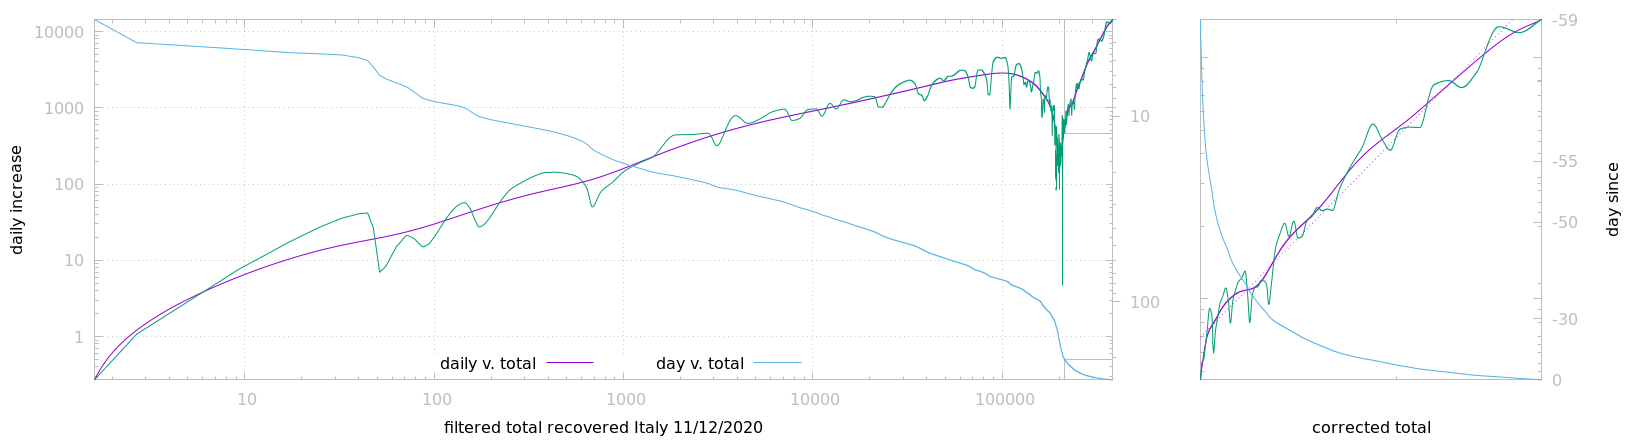 10000
1000
100
10
1
daily increase
10
100
1000
10000
100000
filtered total recovered Italy 11/12/2020
daily v. total
day v. total
10
100
-59
-55
-50
-30
0
day since
corrected total